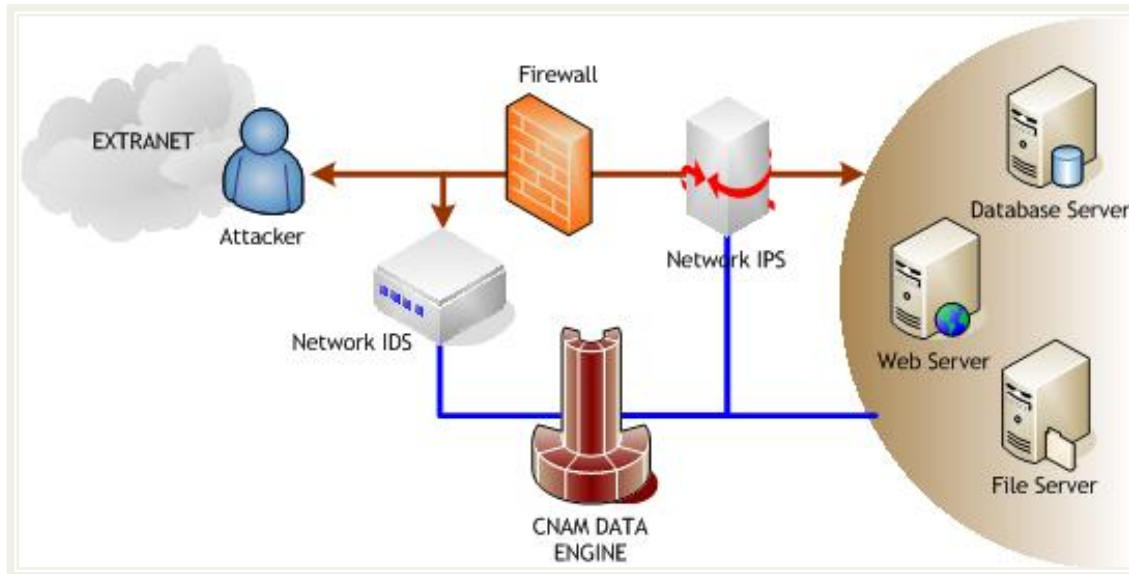 Firewall
EXTRANET
Attacker
Database Server
Network IPS
Network IDS
Web Server
File Server
CNAM DATA
ENGINE